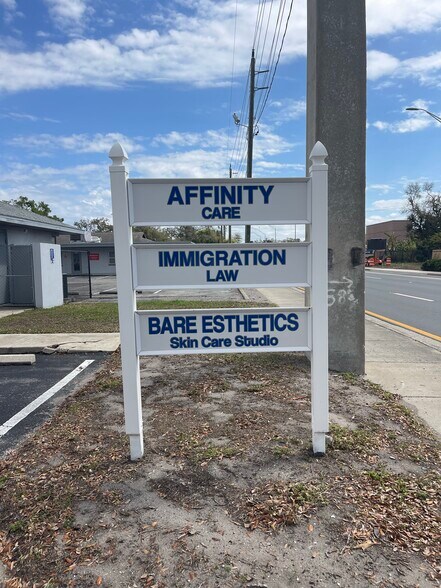 AFFINITY
CARE
IMMIGRATION
LAW
BARE ESTHETICS
Skin Care Studio